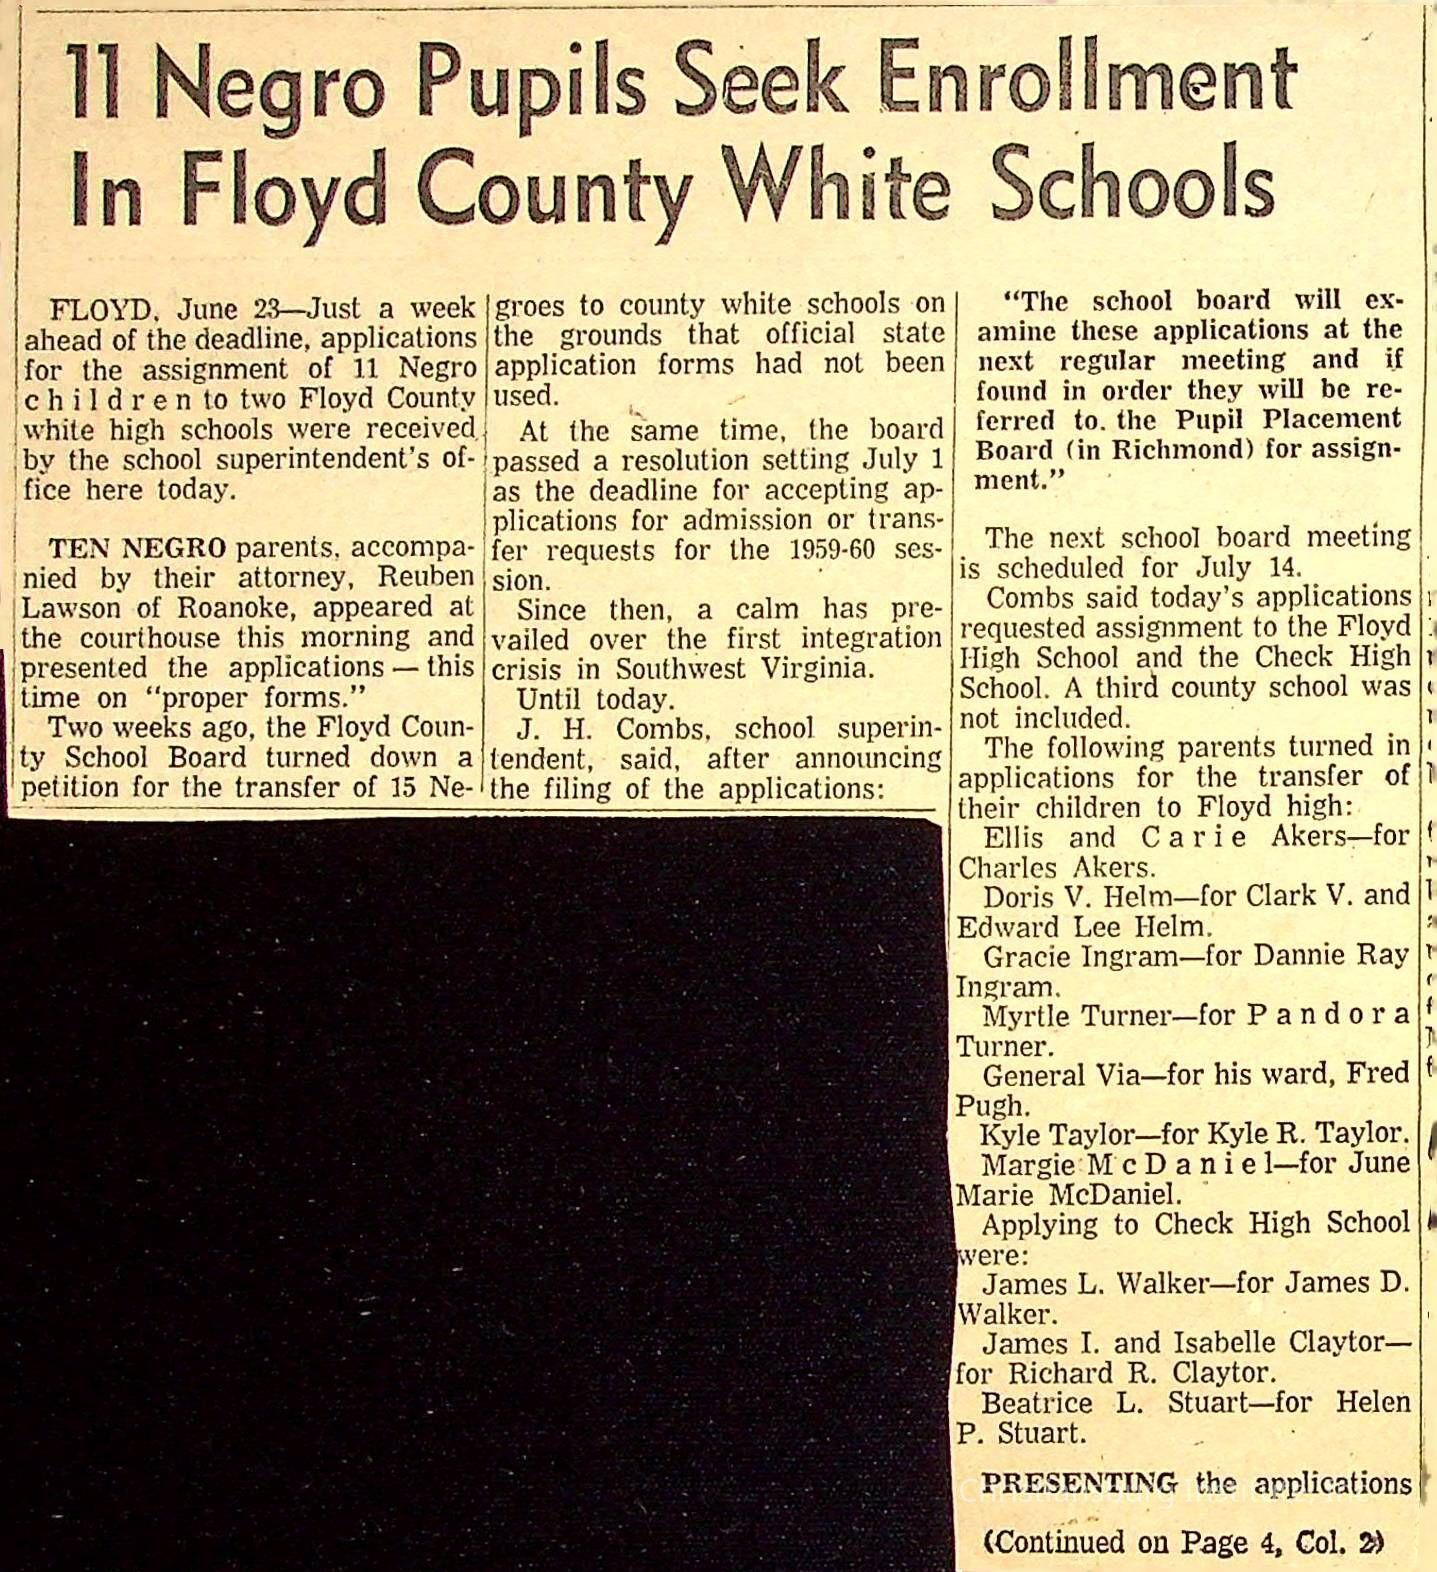 11 Negro Pupils Seek Enrollment
In Floyd County White Schools
FLOYD, June 23—Just a week
ahead of the deadline, applications
for the assignment of 11 Negro
children to two Floyd County
white high schools were received
by the school superintendent's of-
fice here today.
TEN NEGRO parents, accompa-
nied by their attorney, Reuben
Lawson of Roanoke, appeared at
the courthouse this morning and
presented the applications — this
time on "proper forms."
Two weeks ago, the Floyd Coun-
ty School Board turned down a
petition for the transfer of 15 Ne-
groes to county white schools on
the grounds that official state
application forms had not been
used.
At the same time, the board
passed a resolution setting July 1
as the deadline for accepting ap-
plications for admission or trans-
fer requests for the 1959-60 ses-
sion.
Since then, a calm has pre-
vailed over the first integration
crisis in Southwest Virginia.
Until today.
J. H. Combs, school superin-
tendent, said, after announcing
the filing of the applications:
"The school board will ex-
amine these applications at the
next regular meeting and if
found in order they will be re-
ferred to. the Pupil Placement
Board (in Richmond) for assign-
ment."
The next school board meeting
is scheduled for July 14.
Combs said today's applications
requested assignment to the Floyd
High School and the Check High
School. A third county school was
not included.
The following parents turned in
applications for the transfer of
their children to Floyd high:
Ellis and Carie Akers—for
Charles Akers.
Doris V. Helm—for Clark V. and
Edward Lee Helm.
Gracie Ingram—for Dannie Ray
Ingram.
Myrtle Turner—for Pandora
Turner.
General Via—for his ward, Fred
Pugh.
Kyle Taylor—for Kyle R. Taylor.
Margie McDaniel—for June
Marie McDaniel.
Applying to Check High School
were:
James L. Walker—for James D.
Walker.
James I. and Isabelle Claytor—
for Richard R. Claytor.
Beatrice L. Stuart—for Helen
P. Stuart.
PRESENTING the applications
(Continued on Page 4, Col. 2)